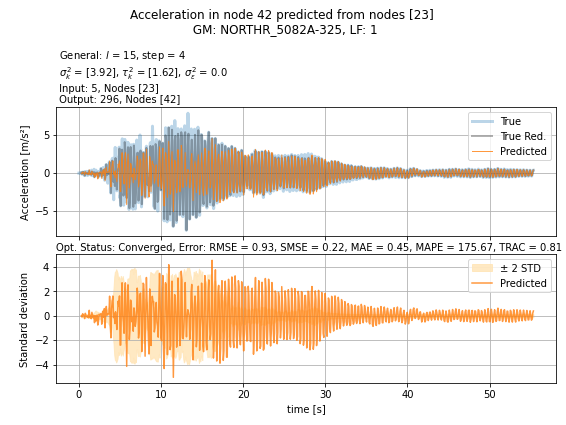 Acceleration in node 42 predicted from nodes [23]
GM: NORTHR_5082A-325, LF: 1
General: l = 15, step = 4
σ²ₖ = [3.92], τ²ₖ = [1.62], σ²ₑ = 0.0
Input: 5, Nodes [23]
Output: 296, Nodes [42]
Acceleration [m/s²]
5
0
−5
True
True Red.
Predicted
Opt. Status: Converged, Error: RMSE = 0.93, SMSE = 0.22, MAE = 0.45, MAPE = 175.67, TRAC = 0.81
Standard deviation
4
2
0
−2
−4
± 2 STD
Predicted
0 10 20 30 40 50
time [s]